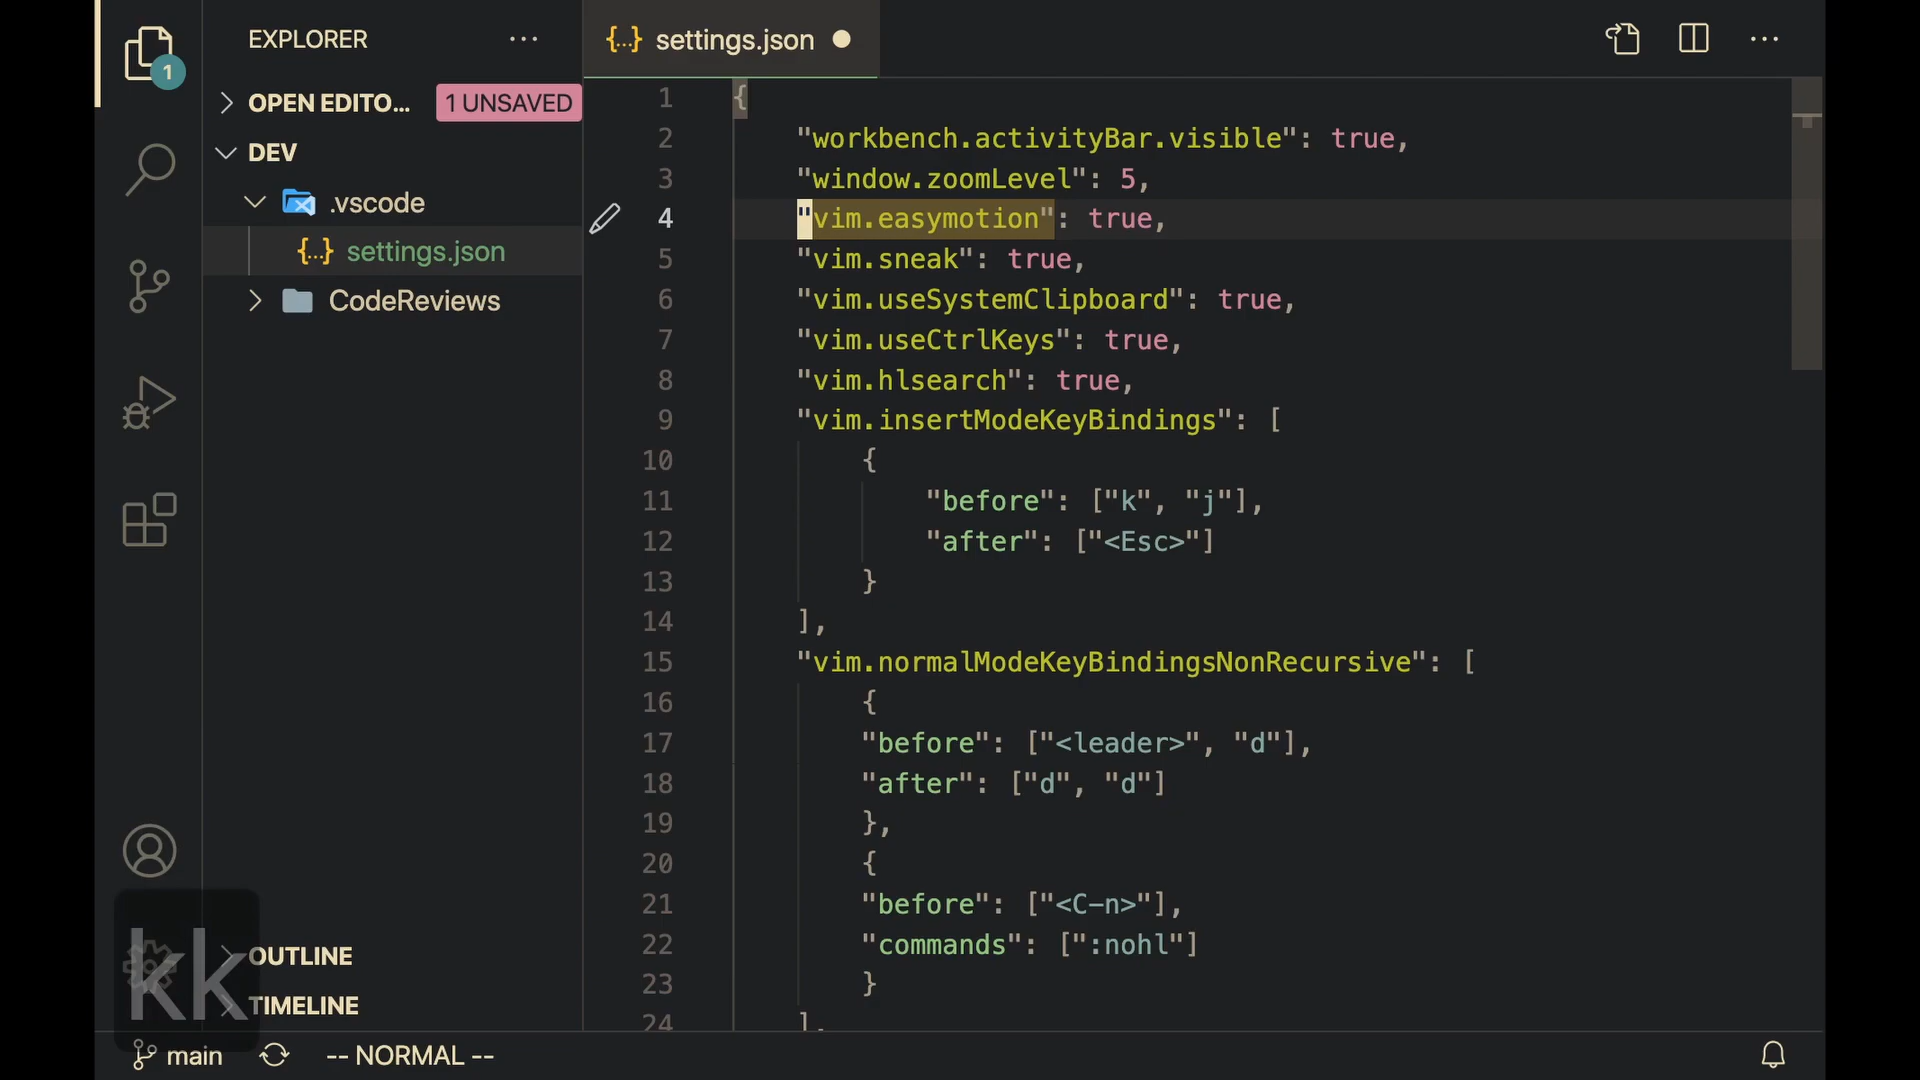 EXPLORER
1
OPEN EDITO... 1 UNSAVED
DEV
.vscode
{..} settings.json
CodeReviews
OUTLINE
TIMELINE
kk
{..} settings.json
1 {
2 "workbench.activityBar.visible": true,
3 "window.zoomLevel": 5,
4 "vim.easymotion": true,
5 "vim.sneak": true,
6 "vim.useSystemClipboard": true,
7 "vim.useCtrlKeys": true,
8 "vim.hlsearch": true,
9 "vim.insertModeKeyBindings": [
10 {
11 "before": ["k", "j"],
12 "after": ["<Esc>"]
13 }
14 ],
15 "vim.normalModeKeyBindingsNonRecursive": [
16 {
17 "before": ["<leader>", "d"],
18 "after": ["d", "d"]
19 },
20 {
21 "before": ["<C-n>"],
22 "commands": [":nohl"]
23 }
24 ],
main -- NORMAL --